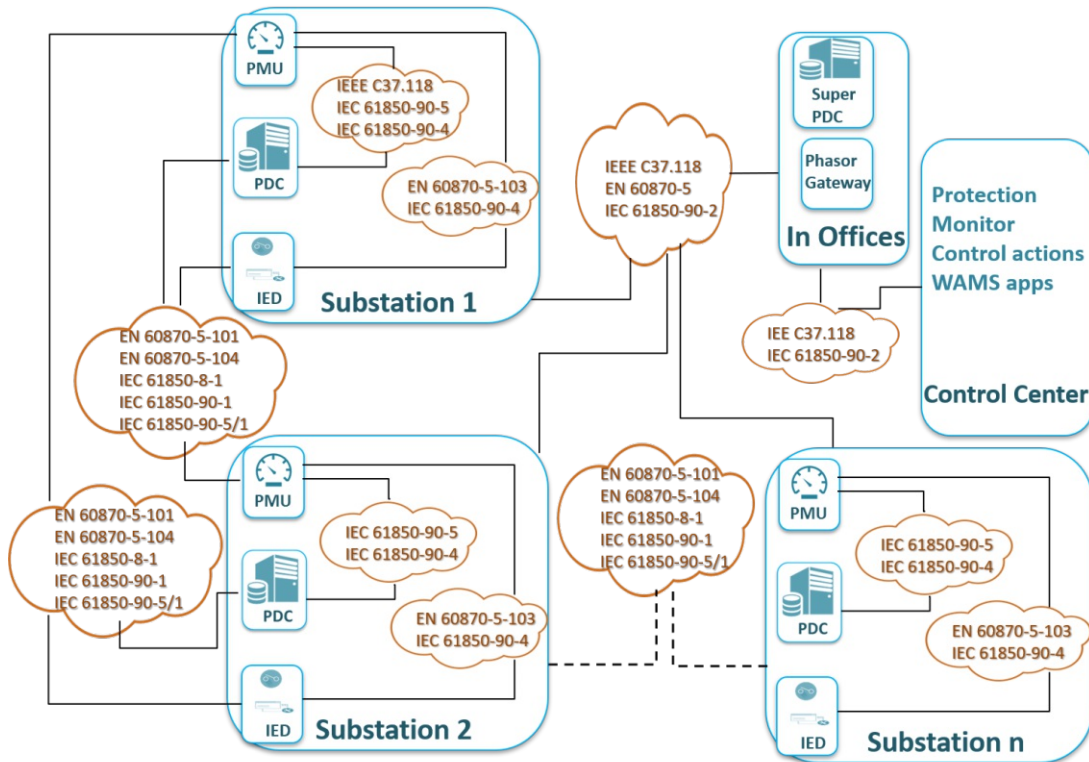 PMU
IEEE C37.118
IEC 61850-90-5
IEC 61850-90-4
PDC
EN 60870-5-103
IEC 61850-90-4
IED
Substation 1
IEEE C37.118
EN 60870-5
IEC 61850-90-2
Super
PDC
Phasor
Gateway
In Offices
Protection
Monitor
Control actions
WAMS apps
Control Center
IEE C37.118
IEC 61850-90-2
EN 60870-5-101
EN 60870-5-104
IEC 61850-8-1
IEC 61850-90-1
IEC 61850-90-5/1
EN 60870-5-101
EN 60870-5-104
IEC 61850-8-1
IEC 61850-90-1
IEC 61850-90-5/1
PMU
IEC 61850-90-5
IEC 61850-90-4
PDC
EN 60870-5-103
IEC 61850-90-4
IED
Substation 2
EN 60870-5-101
EN 60870-5-104
IEC 61850-8-1
IEC 61850-90-1
IEC 61850-90-5/1
PMU
IEC 61850-90-5
IEC 61850-90-4
PDC
EN 60870-5-103
IEC 61850-90-4
IED
Substation n